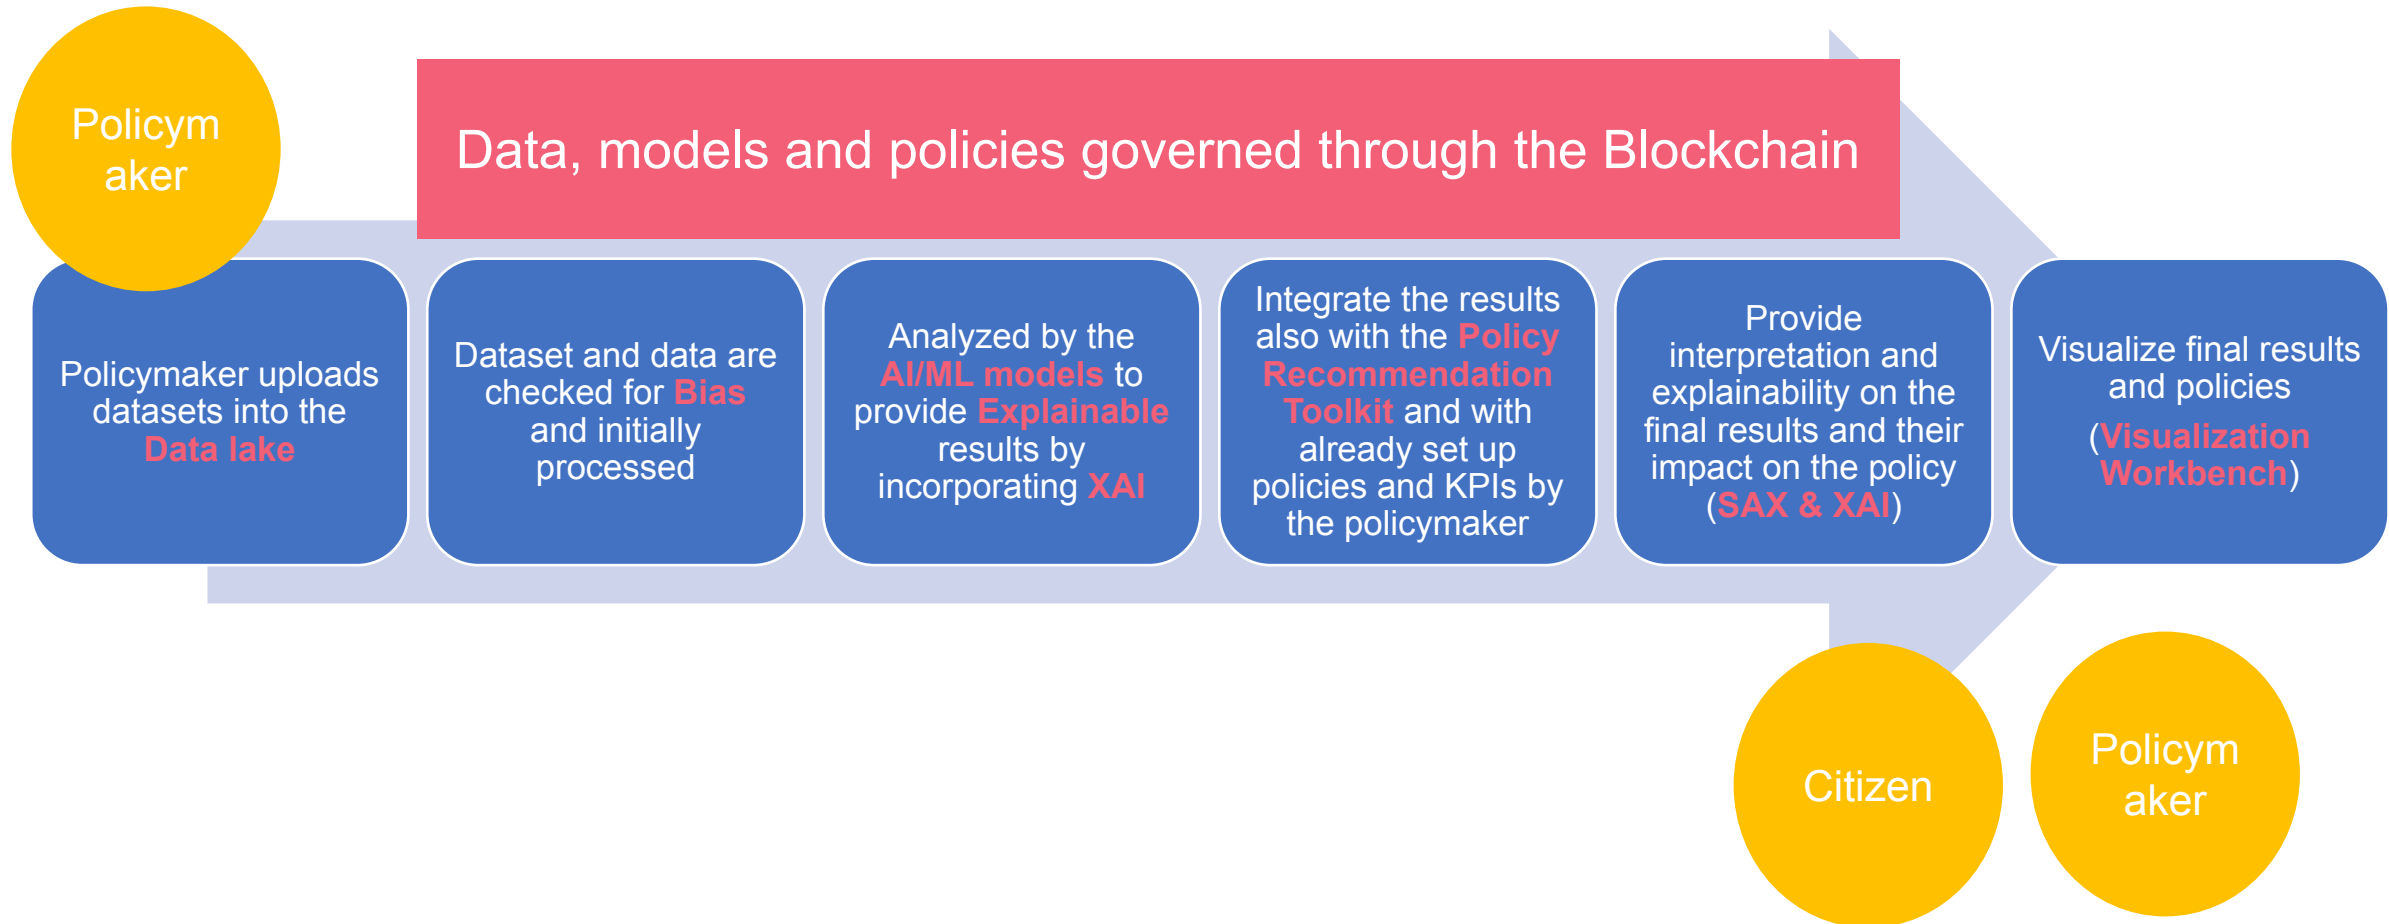 Policym
aker
Data, models and policies governed through the Blockchain
Policymaker uploads
datasets into the
Data lake
Dataset and data are
checked for Bias
and initially
processed
Analyzed by the
AI/ML models to
provide Explainable
results by
incorporating XAI
Integrate the results
also with the Policy
Recommendation
Toolkit and with
already set up
policies and KPIs by
the policymaker
Provide
interpretation and
explainability on the
final results and their
impact on the policy
(SAX & XAI)
Visualize final results
and policies
(Visualization
Workbench)
Citizen
Policym
aker